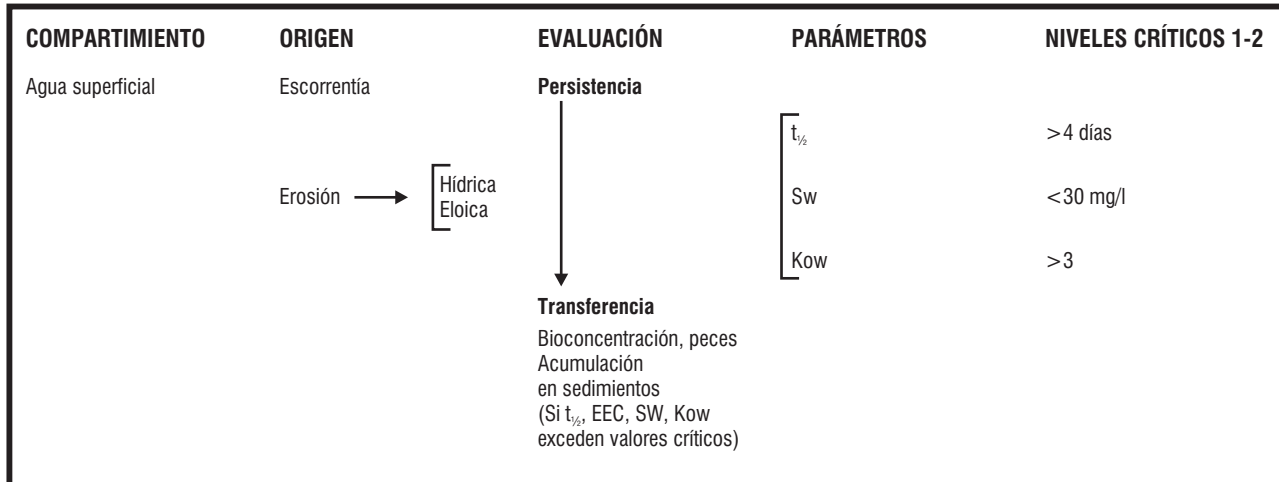 COMPARTIMIENTO ORIGEN EVALUACIÓN PARÁMETROS NIVELES CRÍTICOS 1-2
Agua superficial Escorrentía Persistencia
t½ >4 días
Erosión Hídrica
Eloica
Sw <30 mg/l
Kow >3
Transferencia
Bioconcentración, peces
Acumulación
en sedimientos
(Si t½, EEC, SW, Kow
exceden valores críticos)